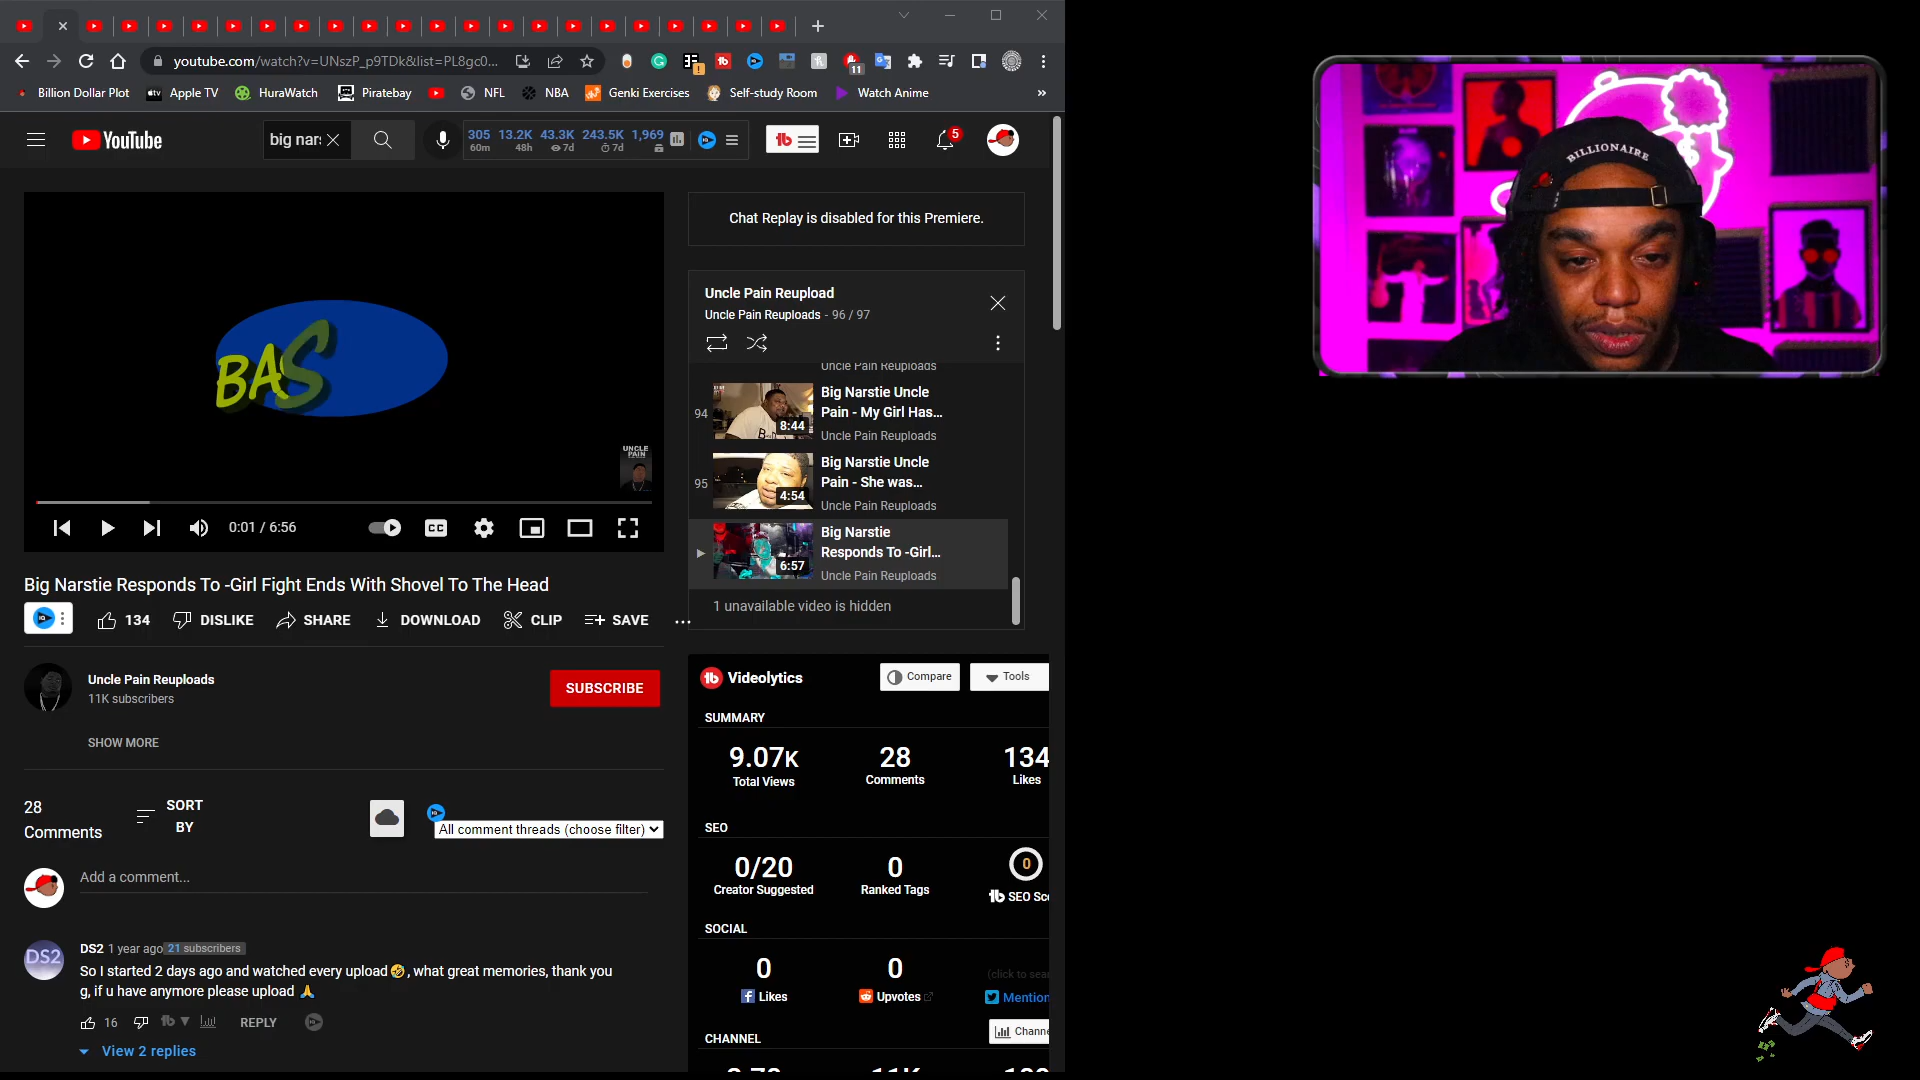 youtube.com/watch?v=UNszP_p9TDk&list=PL8gc0...
11
Billion Dollar Plot
Apple TV
HuraWatch
Piratebay
NFL
NBA
Genki Exercises
Self-study Room
Watch Anime
»
YouTube
big nars
305 13.2K 43.3K 243.5K 1,969
60m 48h 7d 7d
5
BAS
UNCLE
PAIN
0:01 / 6:56
CC
Big Narstie Responds To -Girl Fight Ends With Shovel To The Head
134
DISLIKE
SHARE
DOWNLOAD
CLIP
SAVE
...
Uncle Pain Reuploads
11K subscribers
SUBSCRIBE
SHOW MORE
28
Comments
SORT
BY
All comment threads (choose filter)
Add a comment...
DS2
DS2 1 year ago 21 subscribers
So I started 2 days ago and watched every upload🤣, what great memories, thank you
g, if u have anymore please upload 🙏
16
REPLY
View 2 replies
Chat Replay is disabled for this Premiere.
Uncle Pain Reupload
Uncle Pain Reuploads - 96 / 97
Uncle Pain Reuploads
94
8:44
Big Narstie Uncle
Pain - My Girl Has...
Uncle Pain Reuploads
95
4:54
Big Narstie Uncle
Pain - She was...
Uncle Pain Reuploads
6:57
Big Narstie
Responds To -Girl...
Uncle Pain Reuploads
1 unavailable video is hidden
Videolytics
Compare
Tools
SUMMARY
9.07K
Total Views
28
Comments
134
Likes
SEO
0/20
Creator Suggested
0
Ranked Tags
0
SEO Sco
SOCIAL
0
Likes
0
Upvotes
(click to sear
Mention
CHANNEL
Channe
11K
BILLIONAIRE